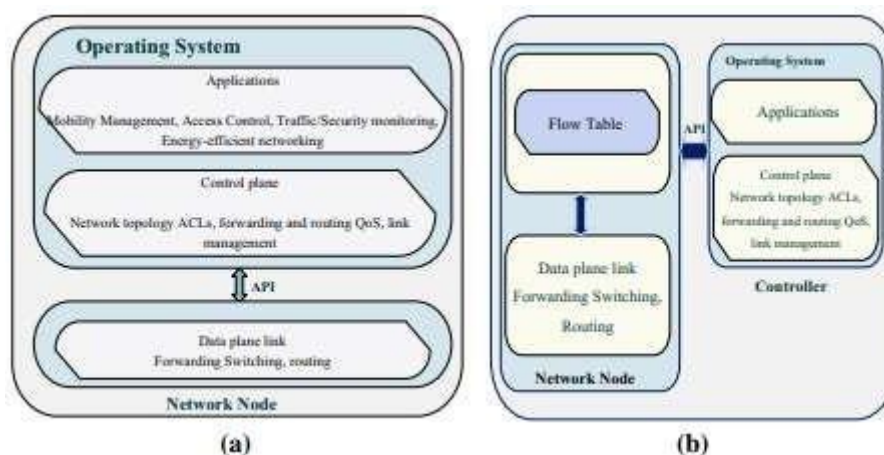 Operating System
Applications
Mobility Management, Access Control, Traffic/Security monitoring,
Energy-efficient networking
Control plane
Network topology ACLs, forwarding and routing QoS, link
management
API
Data plane link
Forwarding Switching, routing
Network Node
(a)
Flow Table
Data plane link
Forwarding Switching,
Routing
Network Node
API
Operating System
Applications
Control plane
Network topology ACLs,
forwarding and routing QoS,
link management
Controller
(b)